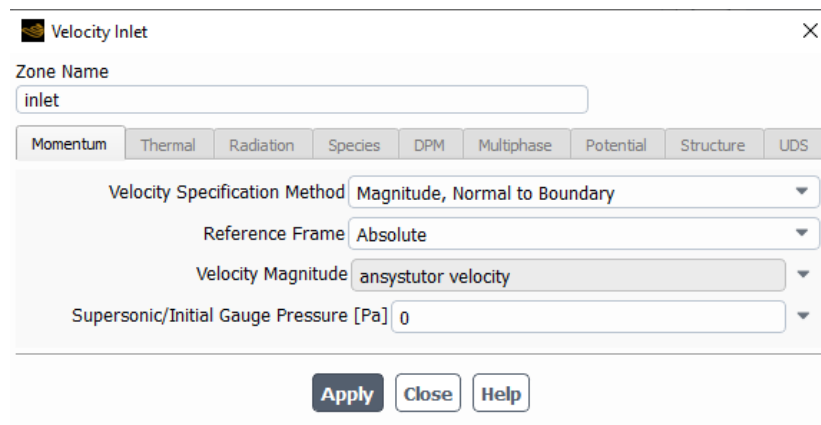 Velocity Inlet
Zone Name
inlet
Momentum Thermal Radiation Species DPM Multiphase Potential Structure UDS
Velocity Specification Method Magnitude, Normal to Boundary
Reference Frame Absolute
Velocity Magnitude ansystutor velocity
Supersonic/Initial Gauge Pressure [Pa] 0
Apply Close Help